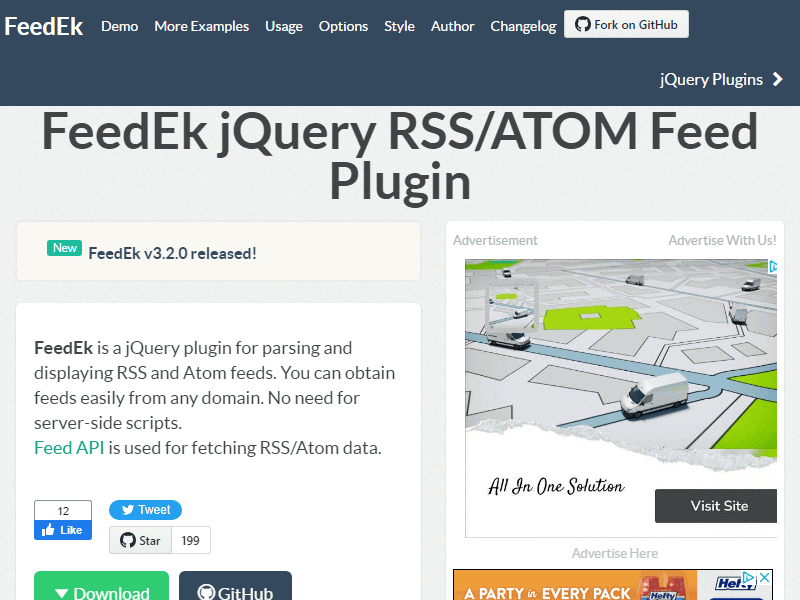 FeedEk Demo More Examples Usage Options Style Author Changelog Fork on GitHub
jQuery Plugins
FeedEk jQuery RSS/ATOM Feed
Plugin
New FeedEk v3.2.0 released!
Advertisement Advertise With Us!
FeedEk is a jQuery plugin for parsing and
displaying RSS and Atom feeds. You can obtain
feeds easily from any domain. No need for
server-side scripts.
Feed API is used for fetching RSS/Atom data.
All In One Solution
Visit Site
12
Like
Tweet
Star 199
Advertise Here
Download GitHub
A PARTY in EVERY PACK Hefty Hefty